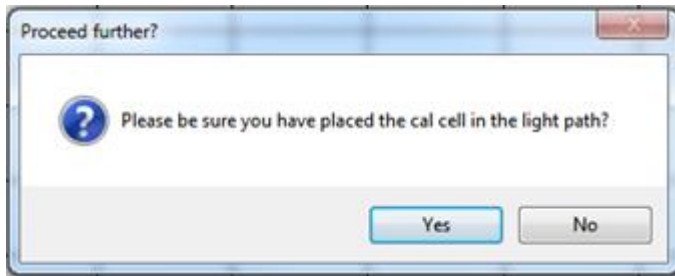 Proceed further?
Please be sure you have placed the cal cell in the light path?
Yes
No